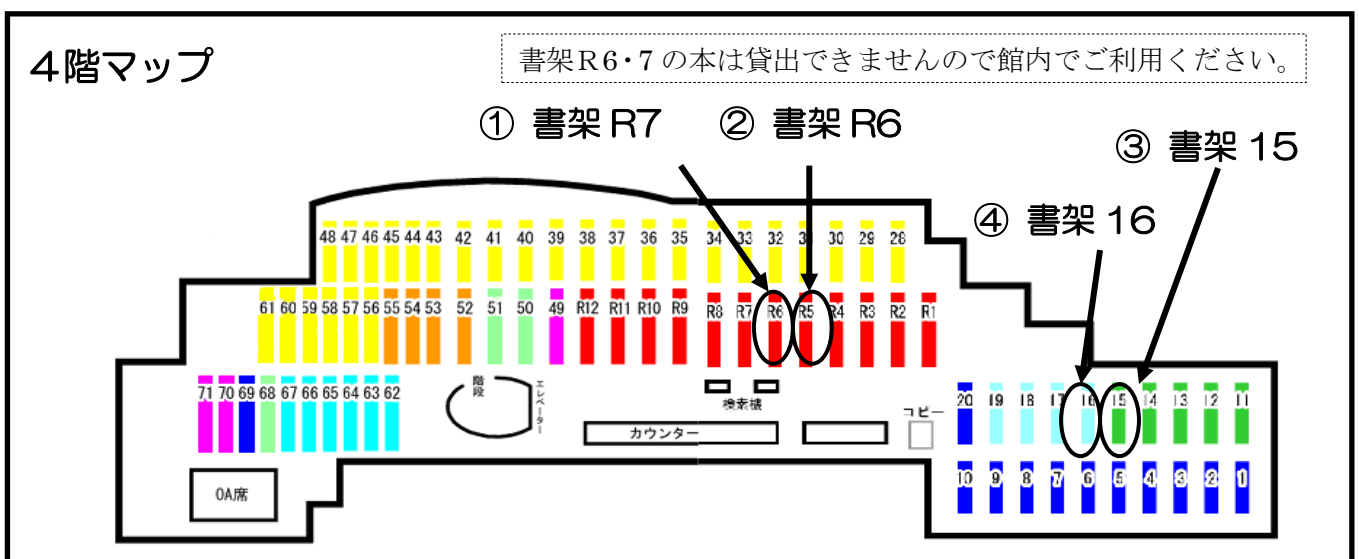 4階マップ
書架R6・7の本は貸出できませんので館内でご利用ください。
① 書架R7
② 書架R6
③ 書架15
④ 書架16
48 47 46 45 44 43 42 41 40 39 38 37 36 35 34 33 32 31 30 29 28
61 60 59 58 57 56 55 54 53 52 51 50 49 R12 R11 R10 R9 R8 R7 R6 R5 R4 R3 R2 R1
71 70 69 68 67 66 65 64 63 62
階段
エレベーター
検索機
カウンター
コピー
20 19 18 17 16 15 14 13 12 11
10 9 8 7 6 5 4 3 2 1
OA席